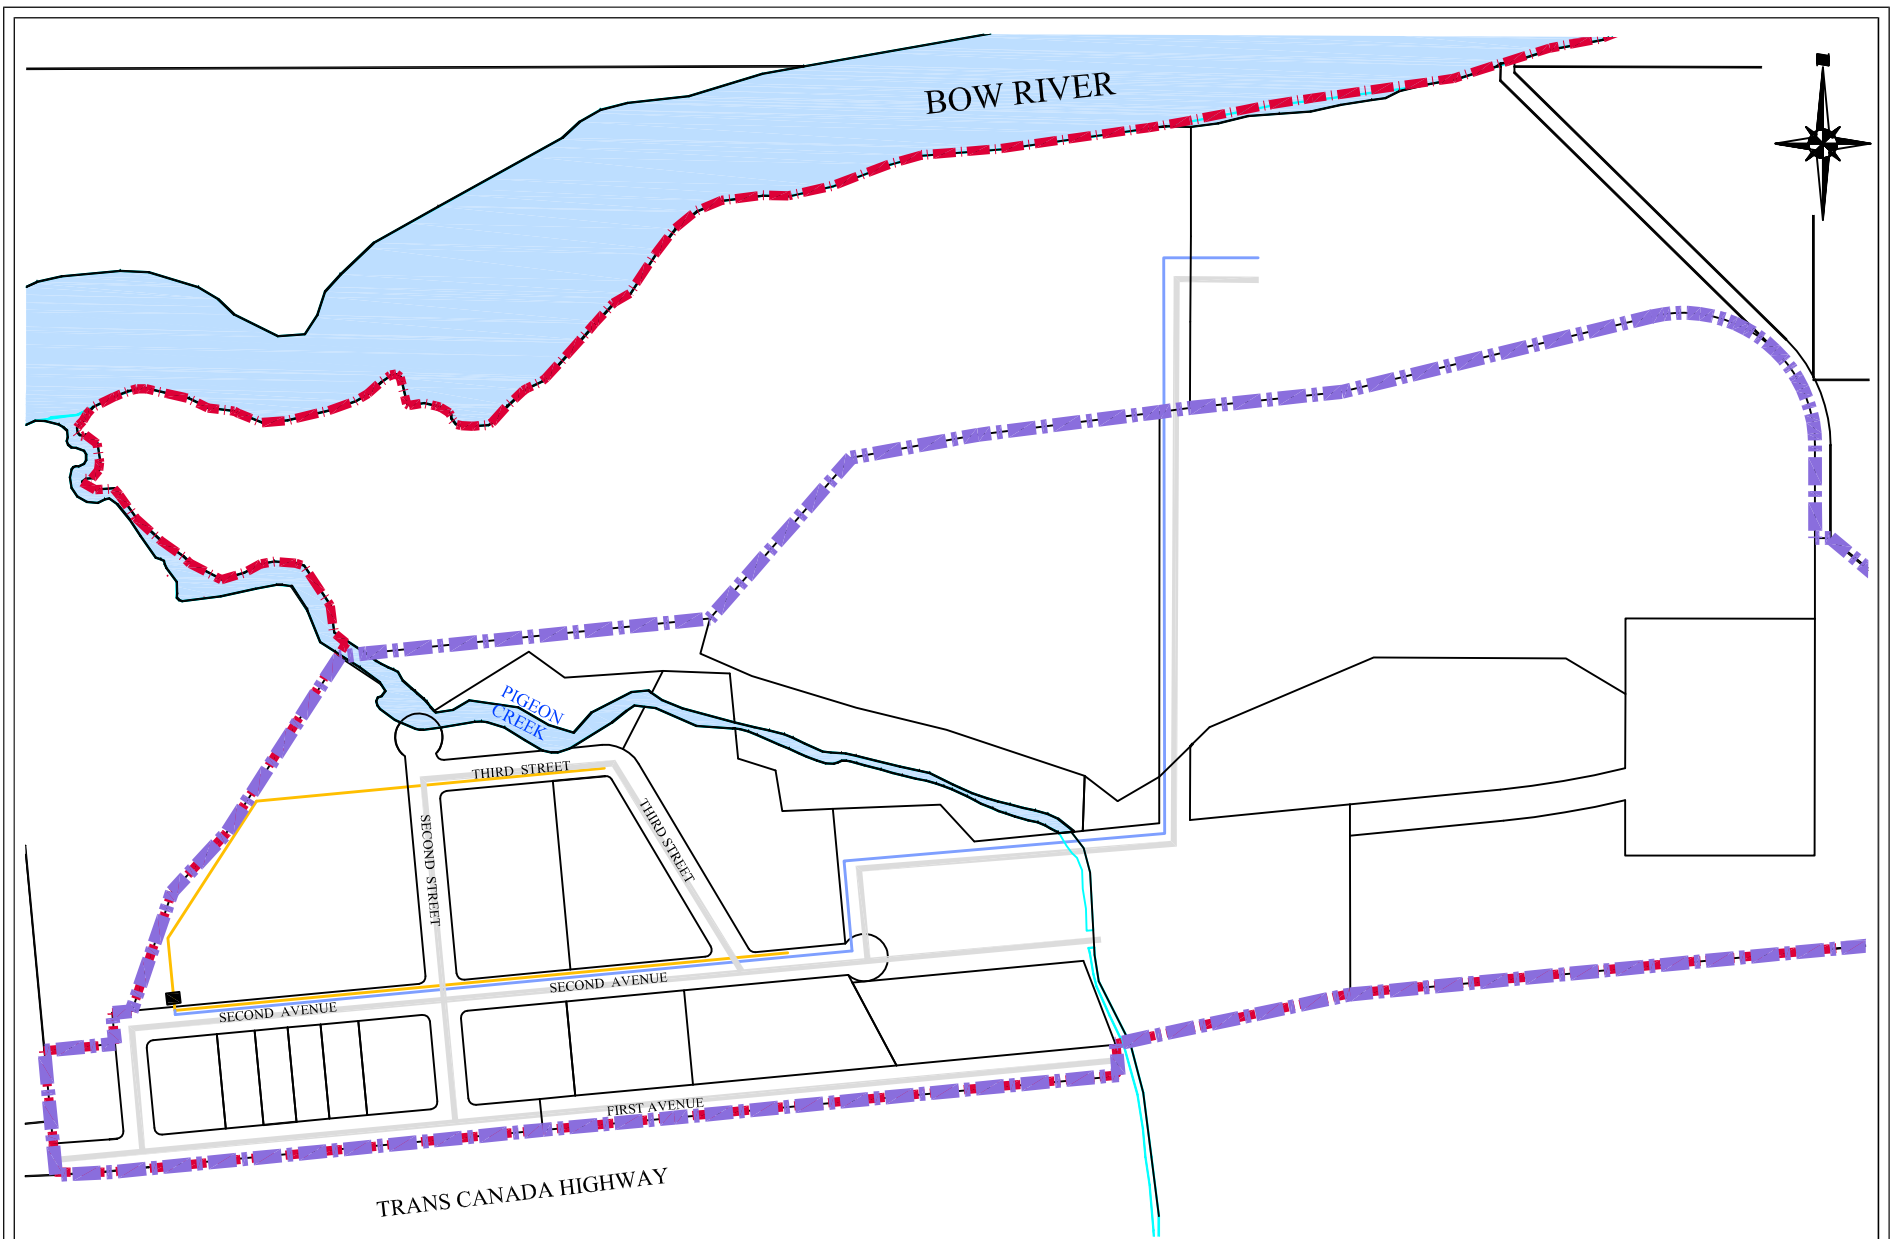 BOW RIVER
PIGEON
CREEK
THIRD STREET
THIRD STREET
SECOND STREET
SECOND AVENUE
SECOND AVENUE
FIRST AVENUE
TRANS CANADA HIGHWAY